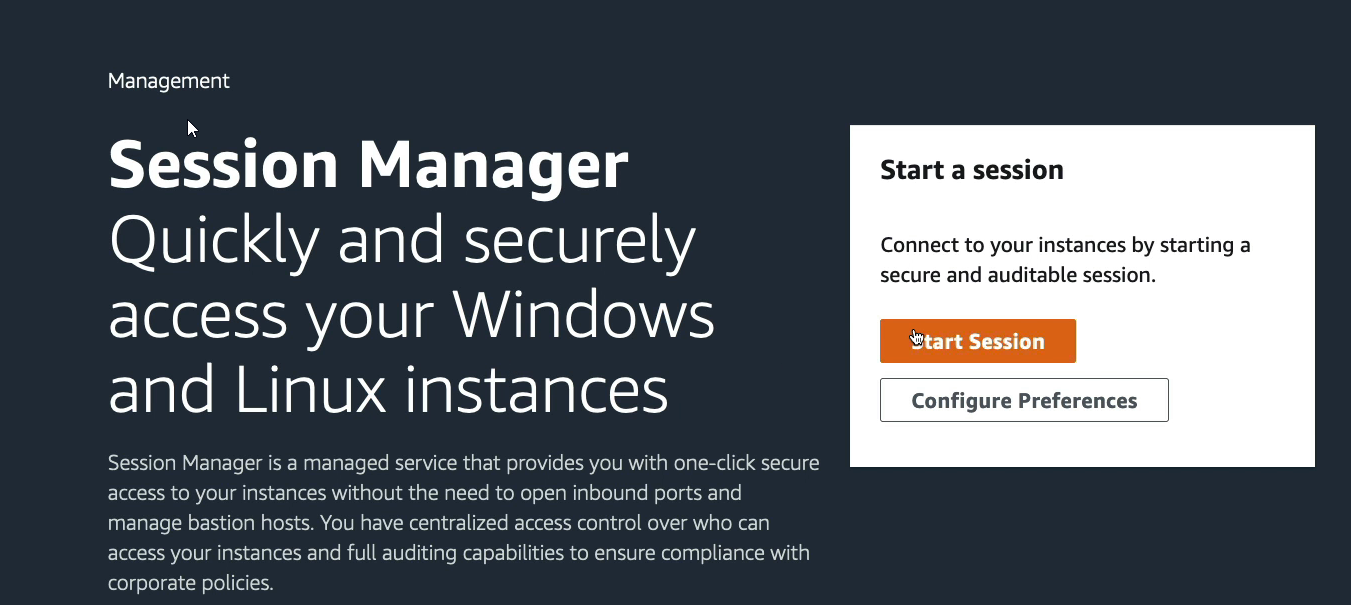 Management
Session Manager
Quickly and securely
access your Windows
and Linux instances
Session Manager is a managed service that provides you with one-click secure
access to your instances without the need to open inbound ports and
manage bastion hosts. You have centralized access control over who can
access your instances and full auditing capabilities to ensure compliance with
corporate policies.
Start a session
Connect to your instances by starting a
secure and auditable session.
Start Session
Configure Preferences